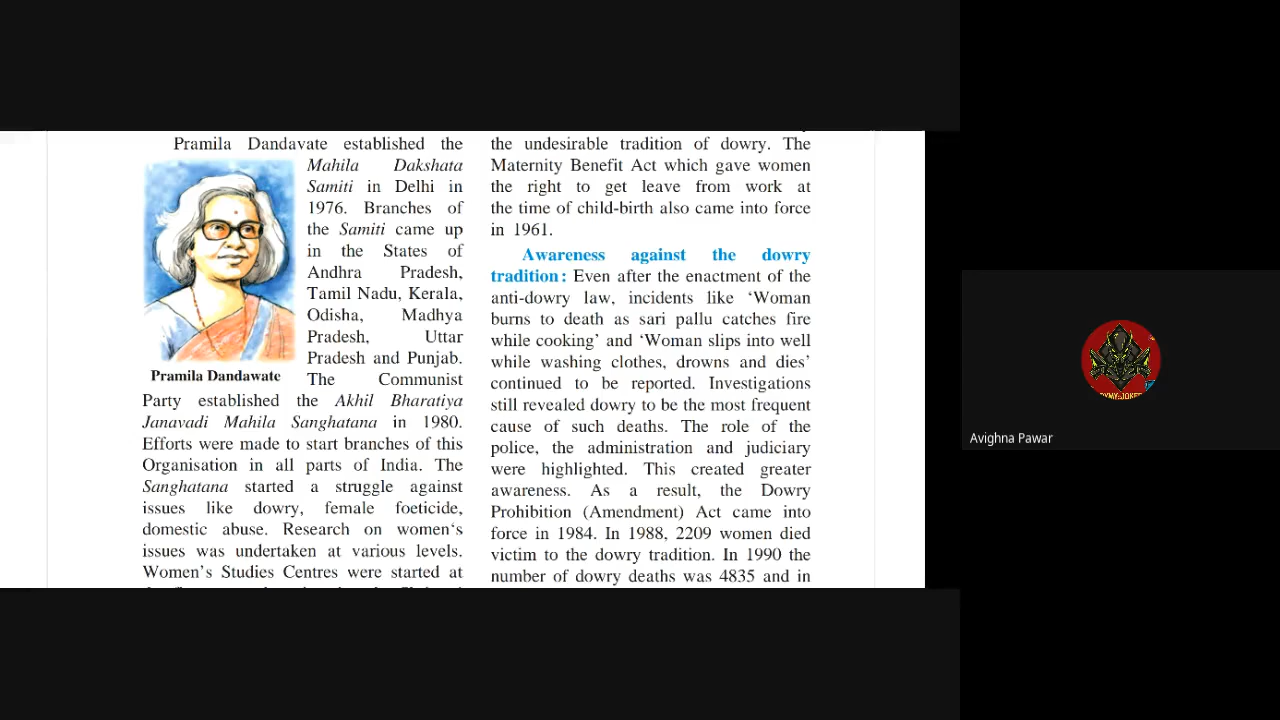 Pramila Dandavate established the
Mahila Dakshata
Samiti in Delhi in
1976. Branches of
the Samiti came up
in the States of
Andhra Pradesh,
Tamil Nadu, Kerala,
Odisha, Madhya
Pradesh, Uttar
Pradesh and Punjab.
Pramila Dandawate
The Communist
Party established the Akhil Bharatiya
Janavadi Mahila Sanghatana in 1980.
Efforts were made to start branches of this
Organisation in all parts of India. The
Sanghatana started a struggle against
issues like dowry, female foeticide,
domestic abuse. Research on women‘s
issues was undertaken at various levels.
Women’s Studies Centres were started at
the undesirable tradition of dowry. The
Maternity Benefit Act which gave women
the right to get leave from work at
the time of child-birth also came into force
in 1961.
Awareness against the dowry
tradition: Even after the enactment of the
anti-dowry law, incidents like ‘Woman
burns to death as sari pallu catches fire
while cooking’ and ‘Woman slips into well
while washing clothes, drowns and dies’
continued to be reported. Investigations
still revealed dowry to be the most frequent
cause of such deaths. The role of the
police, the administration and judiciary
were highlighted. This created greater
awareness. As a result, the Dowry
Prohibition (Amendment) Act came into
force in 1984. In 1988, 2209 women died
victim to the dowry tradition. In 1990 the
number of dowry deaths was 4835 and in
Avighna Pawar